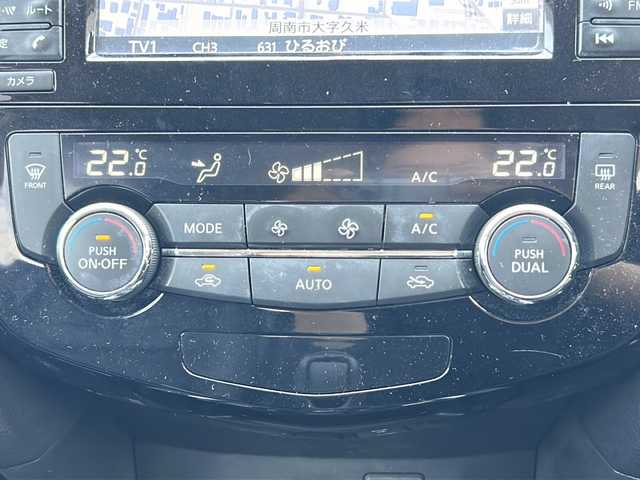 周南市大字久米
詳細
TV1 CH3 631 ひるおび
ルート
カメラ
FM
22.0℃
A/C
22.0℃
FRONT
REAR
PUSH
ON·OFF
MODE
A/C
PUSH
DUAL
AUTO